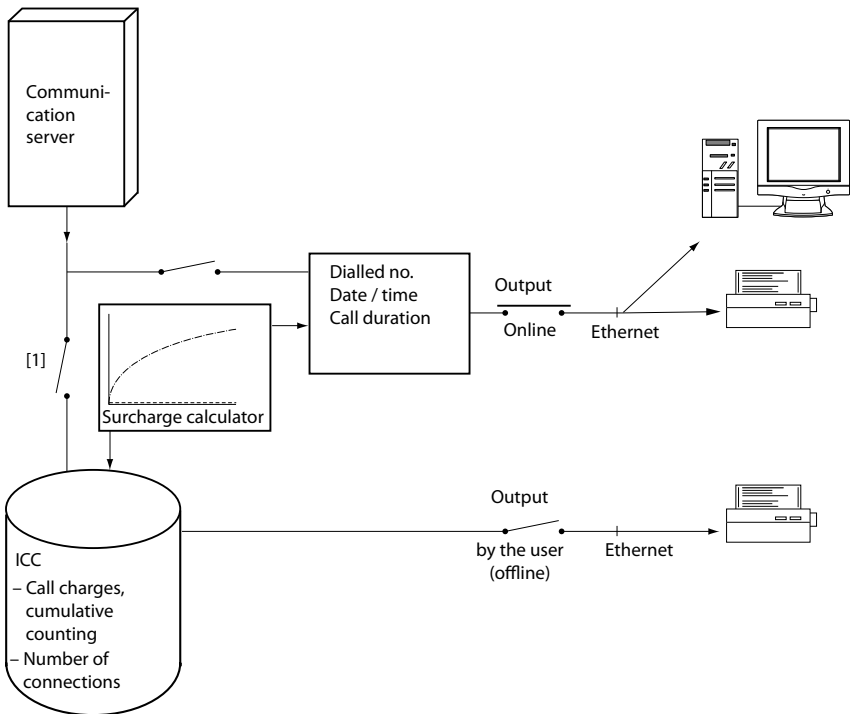 Communi-
cation
server
Dialled no.
Date / time
Call duration
Output
Online
Ethernet
[1]
Surcharge calculator
Output
by the user
(offline)
Ethernet
ICC
– Call charges,
cumulative
counting
– Number of
connections